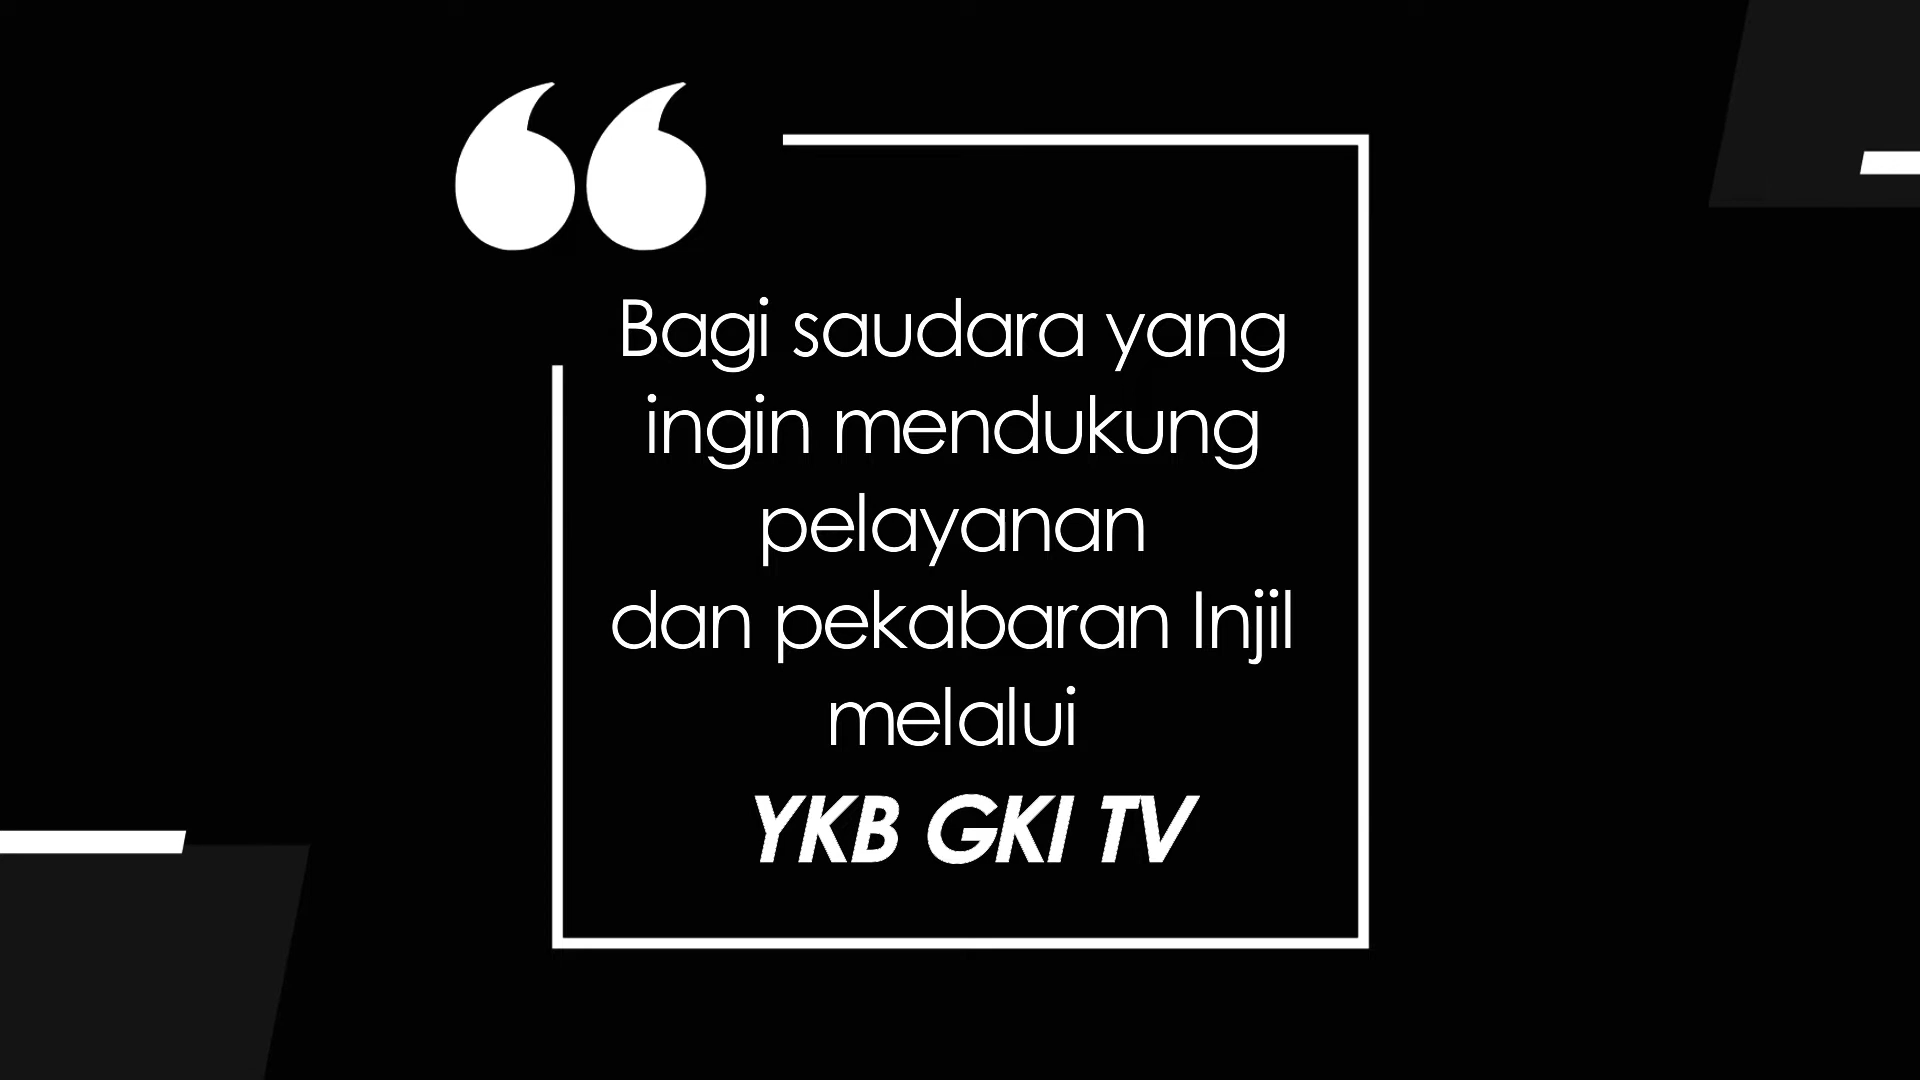 Bagi saudara yang
ingin mendukung
pelayanan
dan pekabaran Injil
melalui
YKB GKI TV